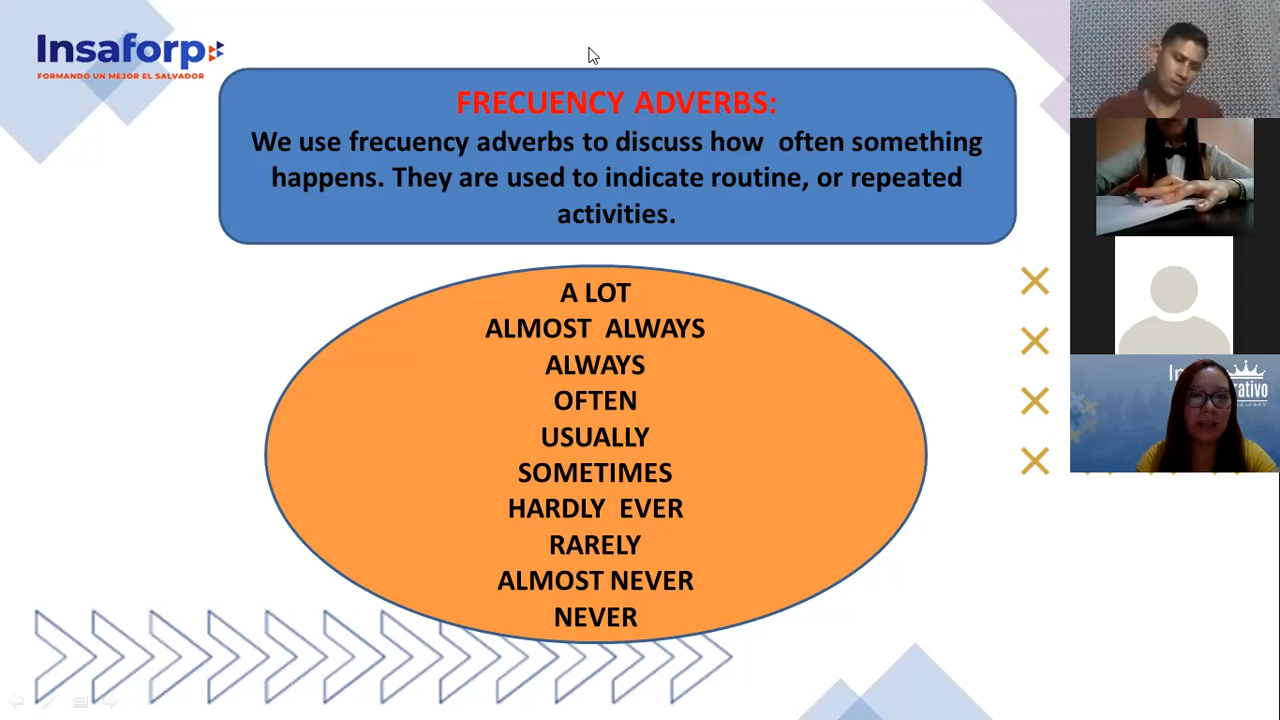 Insaforp
FORMANDO UN MEJOR EL SALVADOR
FRECUENCY ADVERBS:
We use frecuency adverbs to discuss how often something
happens. They are used to indicate routine, or repeated
activities.
A LOT
ALMOST ALWAYS
ALWAYS
OFTEN
USUALLY
SOMETIMES
HARDLY EVER
RARELY
ALMOST NEVER
NEVER